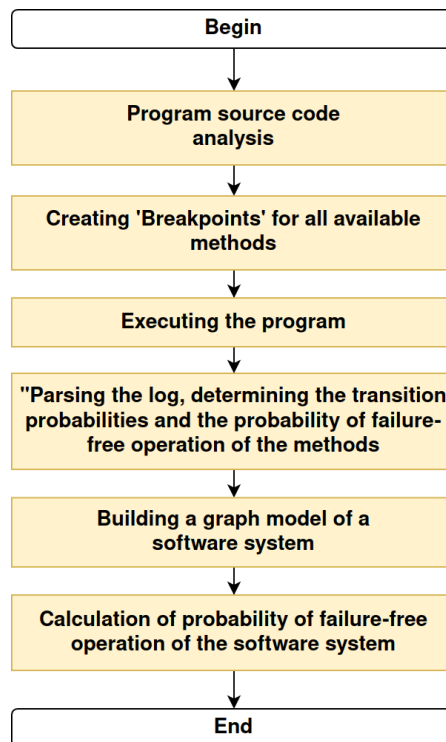 Begin
Program source code
analysis
Creating 'Breakpoints' for all available
methods
Executing the program
"Parsing the log, determining the transition
probabilities and the probability of failure-
free operation of the methods
Building a graph model of a
software system
Calculation of probability of failure-free
operation of the software system
End